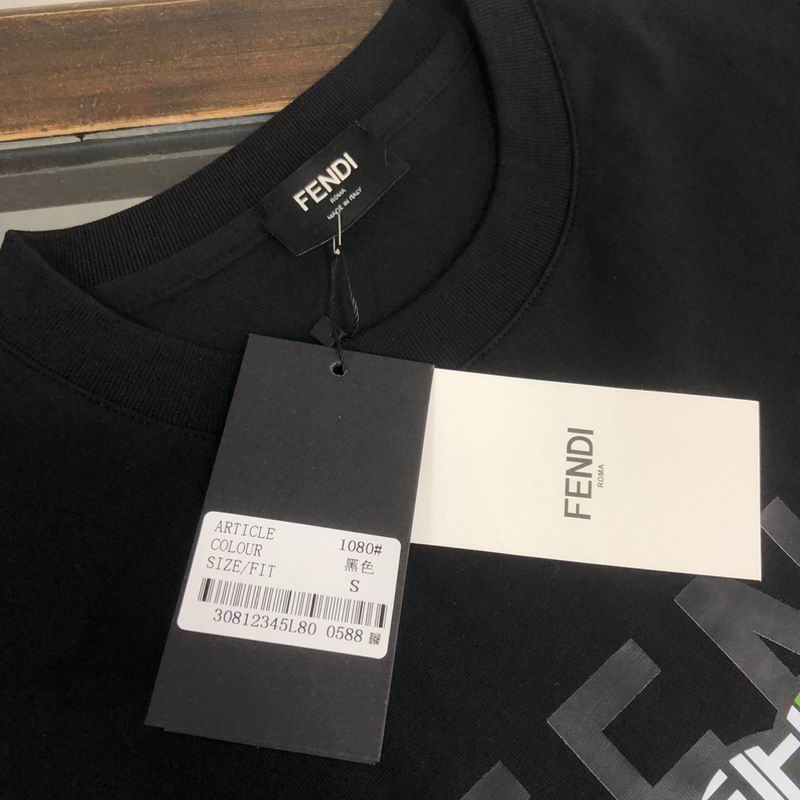 FENDI
ROMA
MADE IN ITALY
FENDI
ROMA
ARTICLE 1080#
COLOUR 黑色
SIZE/FIT S
30812345L80 0588